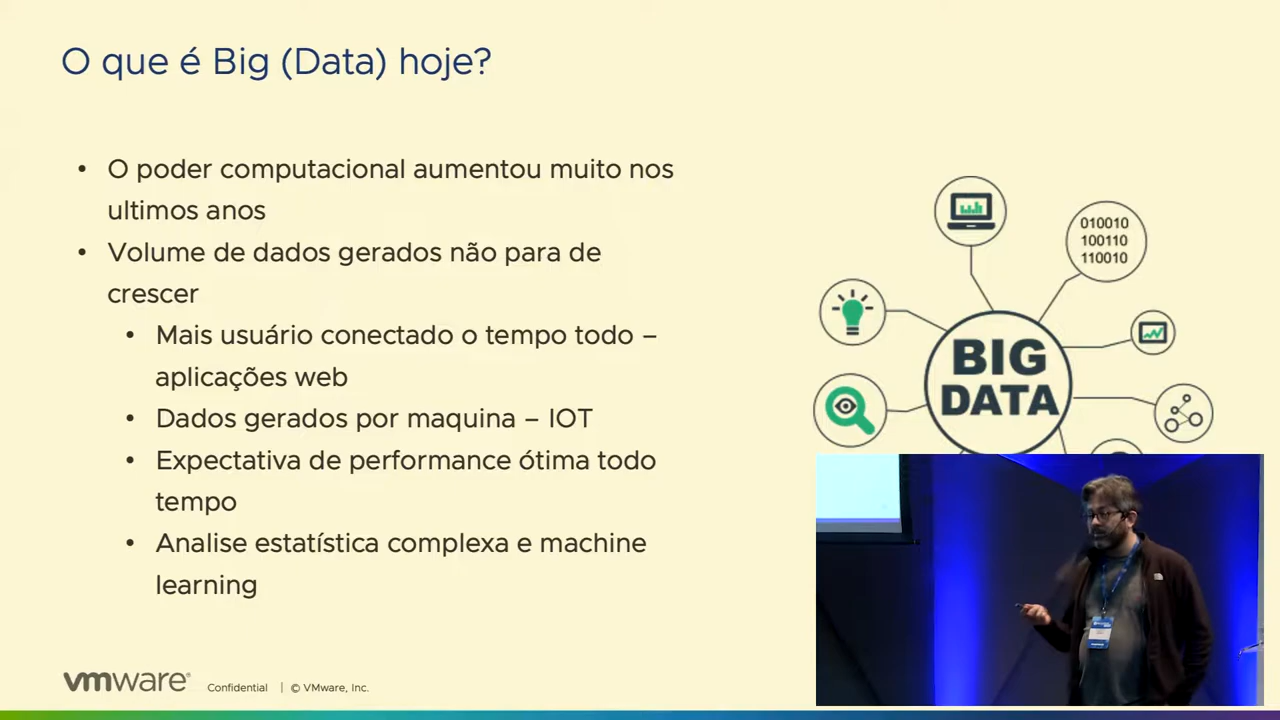 O que é Big (Data) hoje?
• O poder computacional aumentou muito nos
ultimos anos
• Volume de dados gerados não para de
crescer
• Mais usuário conectado o tempo todo –
aplicações web
• Dados gerados por maquina – IOT
• Expectativa de performance ótima todo
tempo
• Analise estatística complexa e machine
learning
010010
100110
110010
BIG
DATA
vmware®
Confidential | © VMware, Inc.